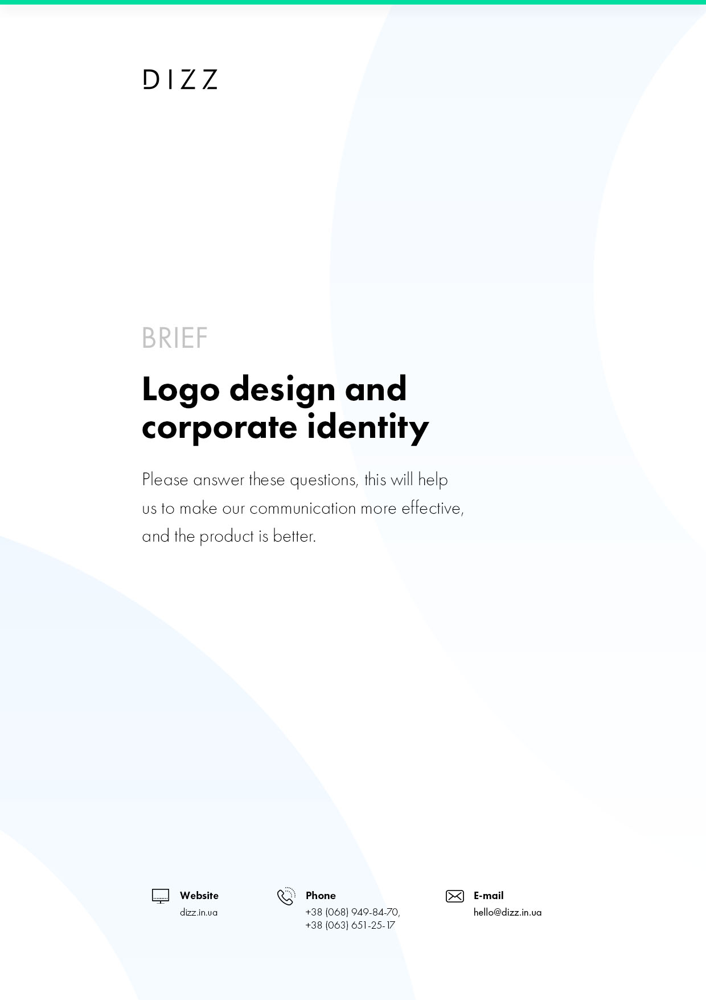 DIZZ
BRIEF
Logo design and
corporate identity
Please answer these questions, this will help
us to make our communication more effective,
and the product is better.
Website
dizz.in.ua
Phone
+38 (068) 949-84-70,
+38 (063) 651-25-17
E-mail
hello@dizz.in.ua